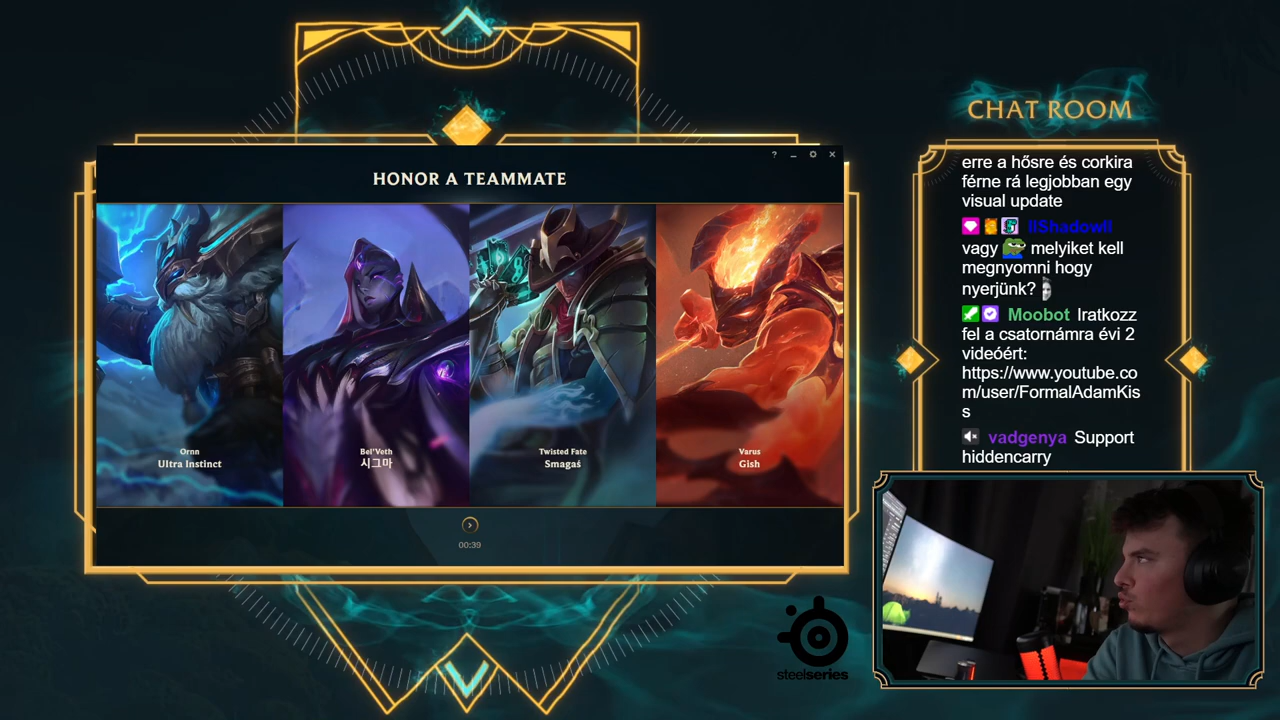 CHAT ROOM
HONOR A TEAMMATE
Ornn
Ultra Instinct
Bel'Veth
시그마
Twisted Fate
Smagaś
Varus
Gish
00:39
erre a hősre és corkira
férne rá legjobban egy
visual update
llShadowll
vagy melyiket kell
megnyomni hogy
nyerjünk?
Moobot Iratkozz
fel a csatornámra évi 2
videóért:
https://www.youtube.co
m/user/FormalAdamKis
s
vadgenya Support
hiddencarry
steelseries